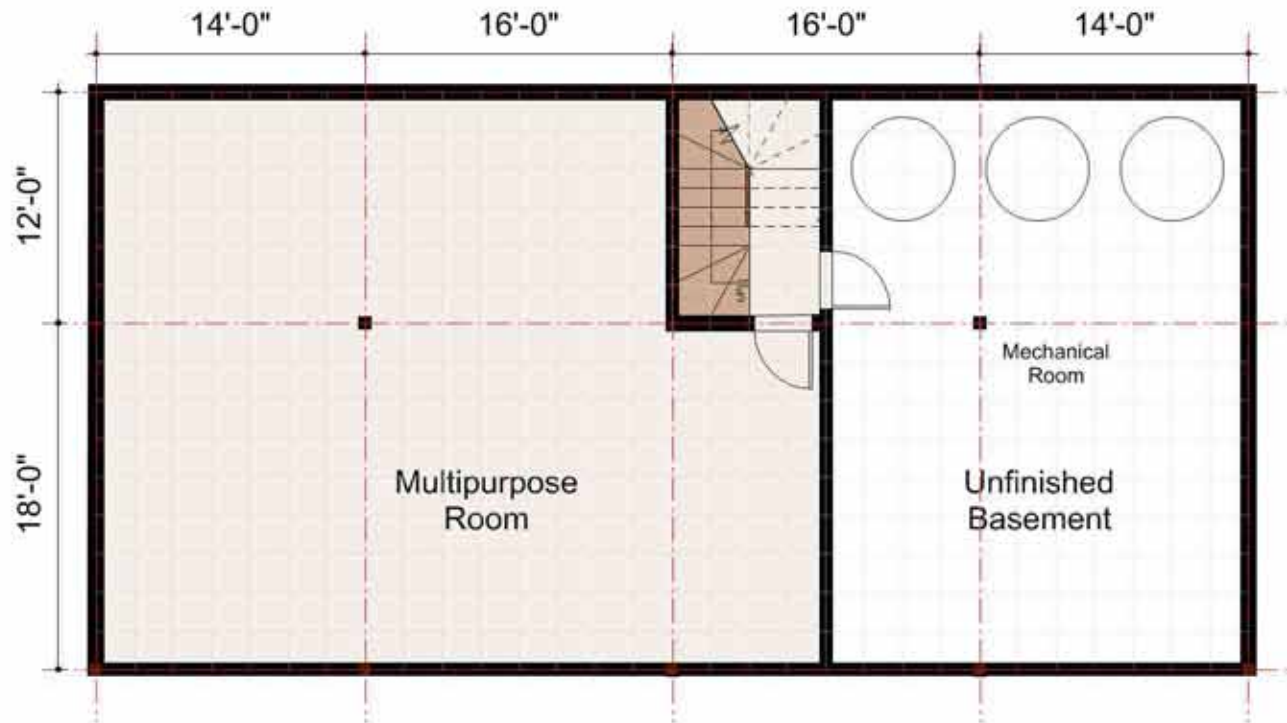 14'-0" 16'-0" 16'-0" 14'-0"
12'-0"
18'-0"
Mechanical
Room
Multipurpose
Room
Unfinished
Basement